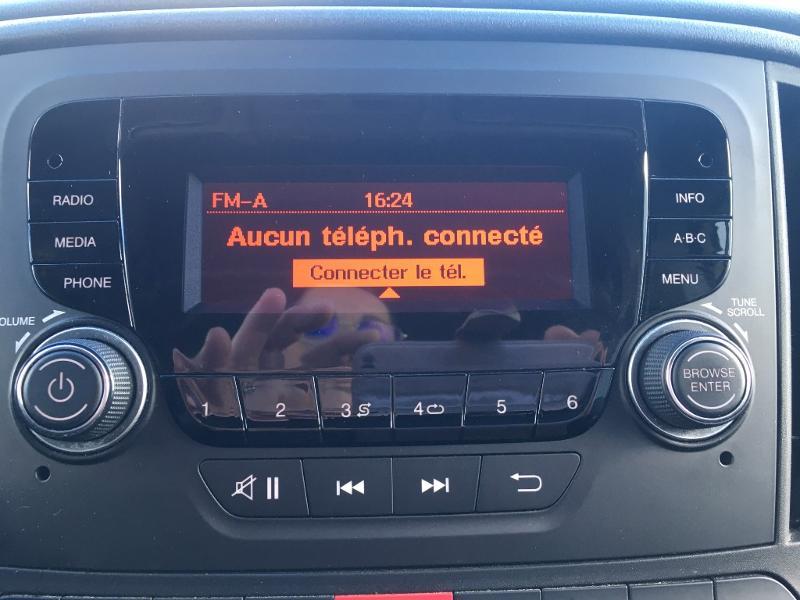 FM-A 16:24
Aucun téléph. connecté
Connecter le tél.
RADIO
MEDIA
PHONE
INFO
A·B·C
MENU
VOLUME
TUNE
SCROLL
BROWSE
ENTER
1 2 3 4 5 6